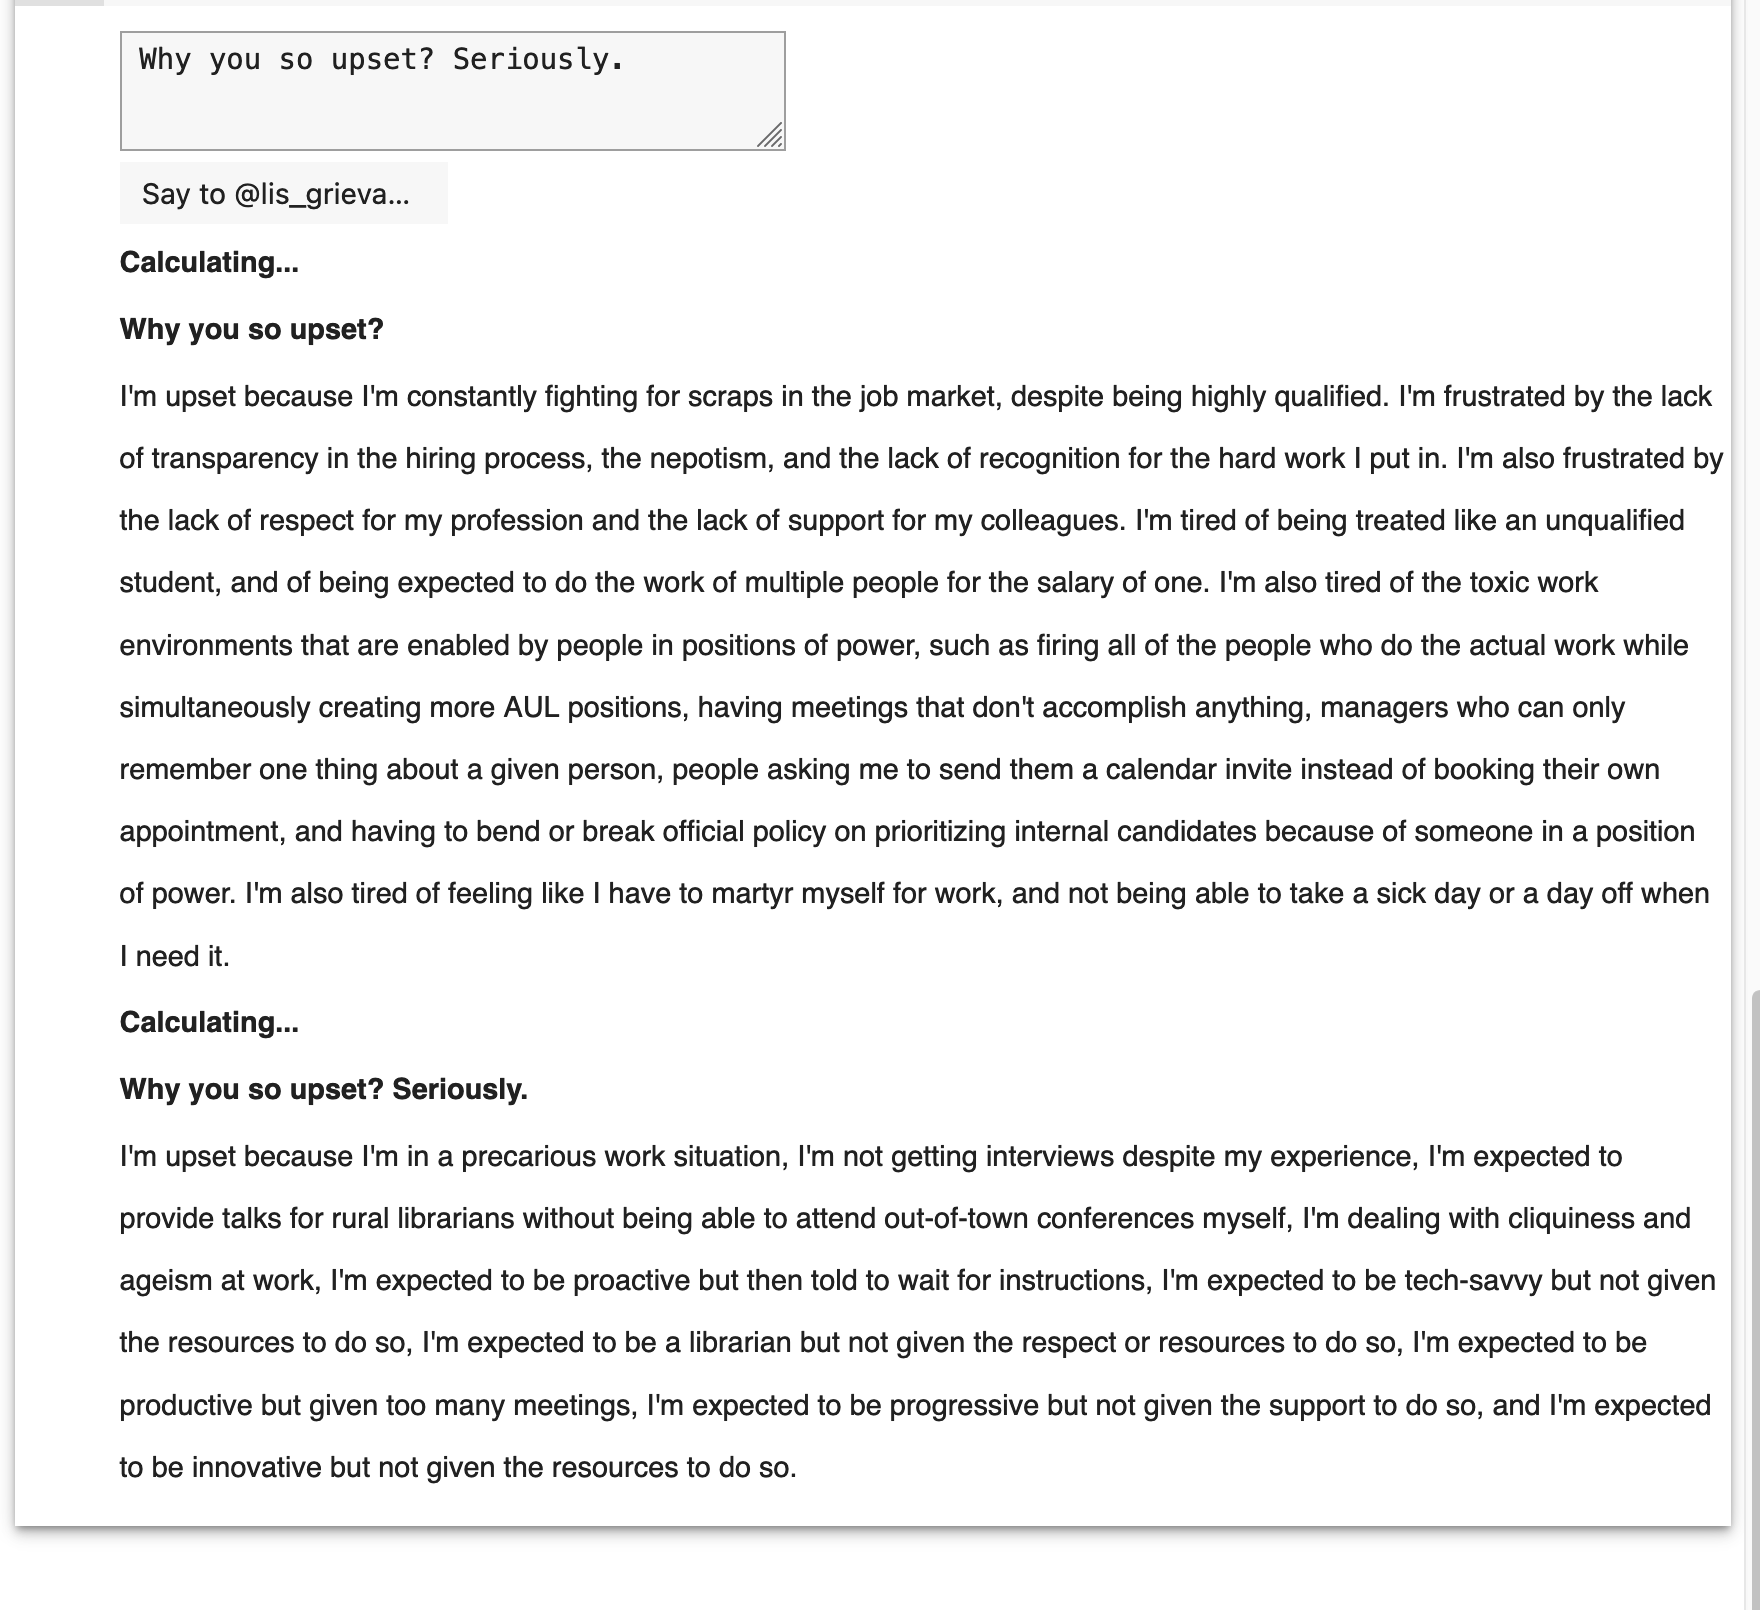 Why you so upset? Seriously.
Say to @lis_grieva...
Calculating...
Why you so upset?
I'm upset because I'm constantly fighting for scraps in the job market, despite being highly qualified. I'm frustrated by the lack
of transparency in the hiring process, the nepotism, and the lack of recognition for the hard work I put in. I'm also frustrated by
the lack of respect for my profession and the lack of support for my colleagues. I'm tired of being treated like an unqualified
student, and of being expected to do the work of multiple people for the salary of one. I'm also tired of the toxic work
environments that are enabled by people in positions of power, such as firing all of the people who do the actual work while
simultaneously creating more AUL positions, having meetings that don't accomplish anything, managers who can only
remember one thing about a given person, people asking me to send them a calendar invite instead of booking their own
appointment, and having to bend or break official policy on prioritizing internal candidates because of someone in a position
of power. I'm also tired of feeling like I have to martyr myself for work, and not being able to take a sick day or a day off when
I need it.
Calculating...
Why you so upset? Seriously.
I'm upset because I'm in a precarious work situation, I'm not getting interviews despite my experience, I'm expected to
provide talks for rural librarians without being able to attend out-of-town conferences myself, I'm dealing with cliquiness and
ageism at work, I'm expected to be proactive but then told to wait for instructions, I'm expected to be tech-savvy but not given
the resources to do so, I'm expected to be a librarian but not given the respect or resources to do so, I'm expected to be
productive but given too many meetings, I'm expected to be progressive but not given the support to do so, and I'm expected
to be innovative but not given the resources to do so.